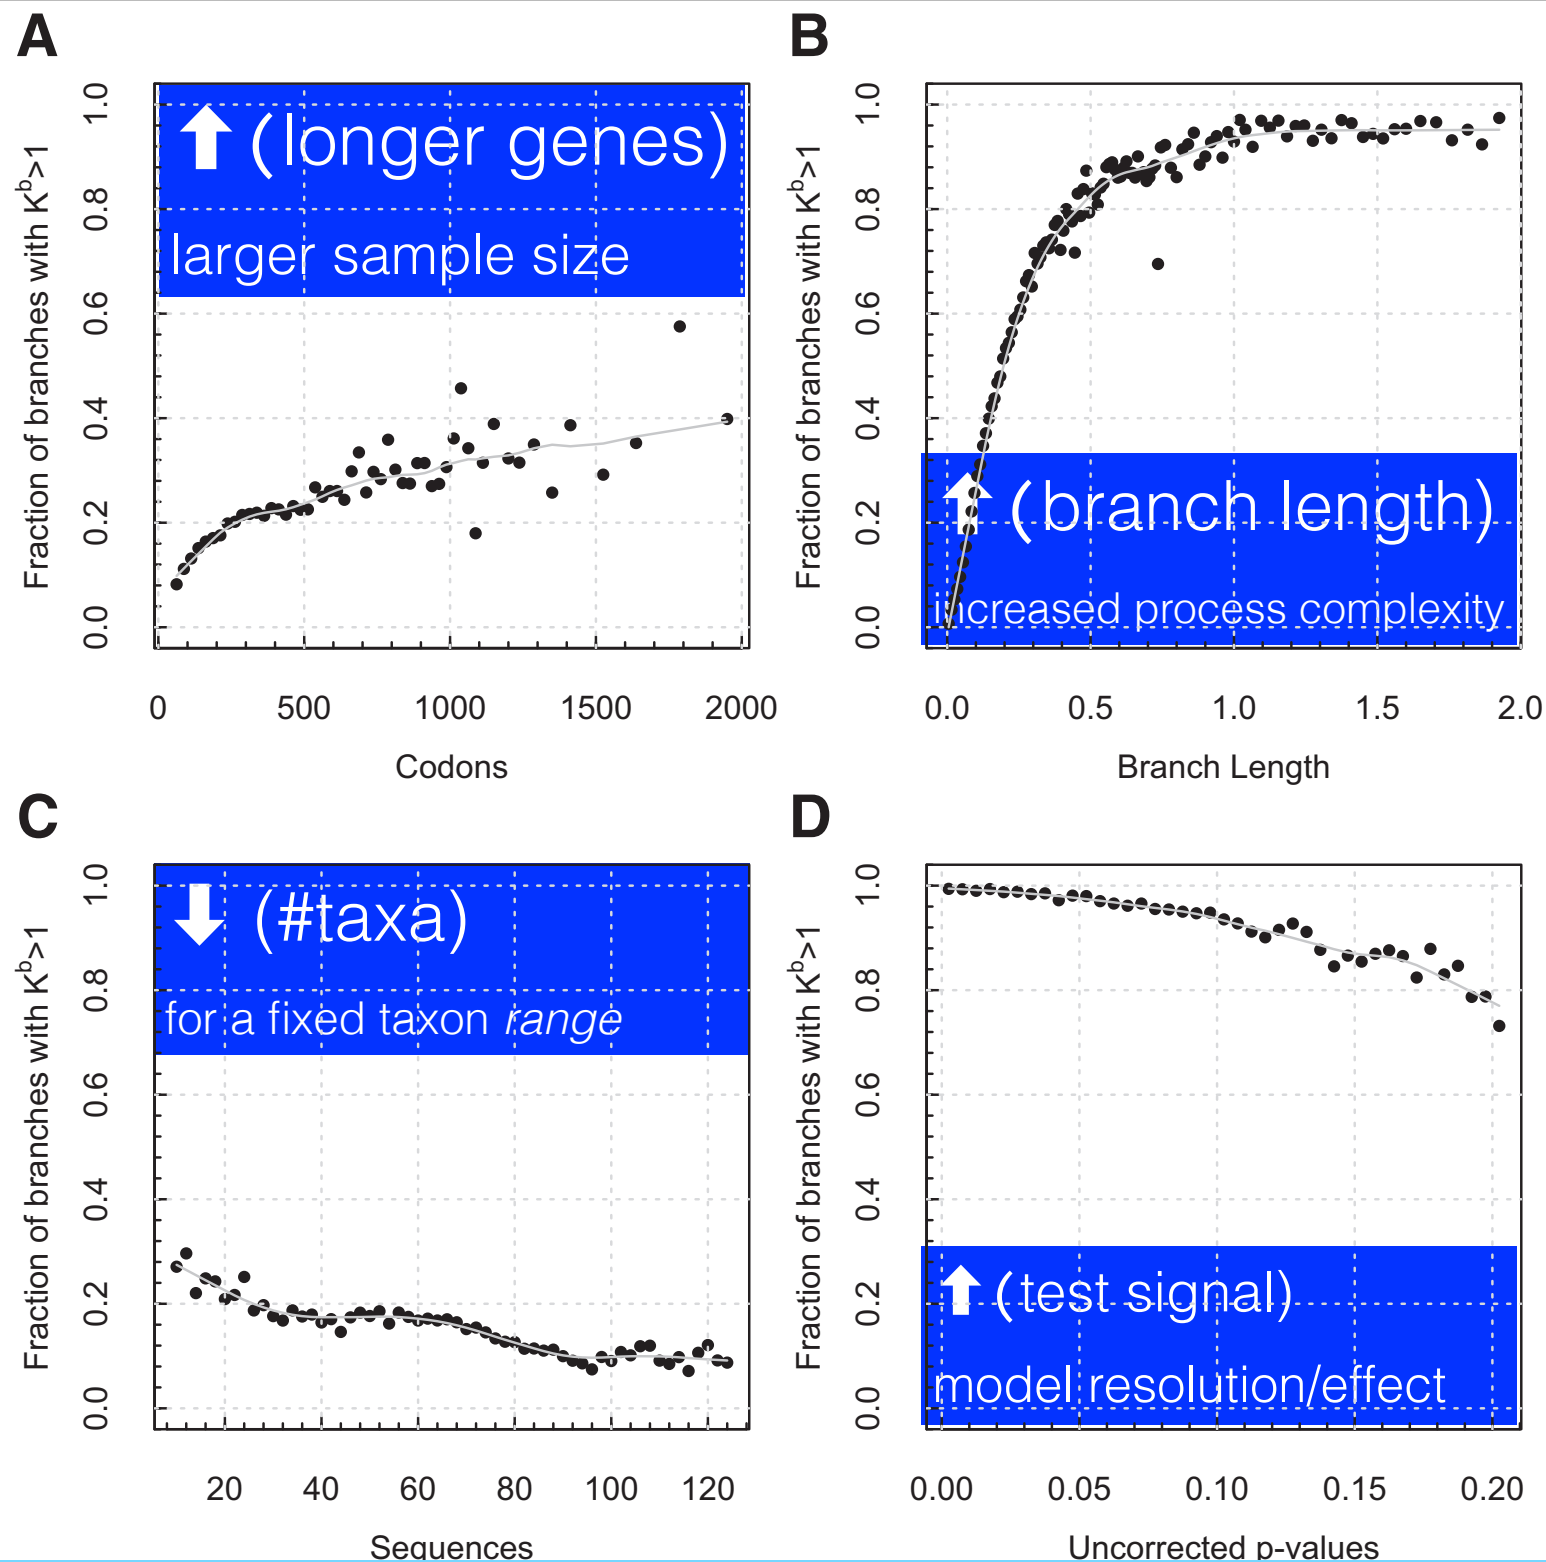 A
Fraction of branches with Kᵇ>1
0.0 0.2 0.4 0.6 0.8 1.0
(longer genes)
larger sample size
0 500 1000 1500 2000
Codons
B
Fraction of branches with Kᵇ>1
0.0 0.2 0.4 0.6 0.8 1.0
(branch length)
increased process complexity
0.0 0.5 1.0 1.5 2.0
Branch Length
C
Fraction of branches with Kᵇ>1
0.0 0.2 0.4 0.6 0.8 1.0
(#taxa)
for a fixed taxon range
20 40 60 80 100 120
Sequences
D
Fraction of branches with Kᵇ>1
0.0 0.2 0.4 0.6 0.8 1.0
(test signal)
model resolution/effect
0.00 0.05 0.10 0.15 0.20
Uncorrected p-values